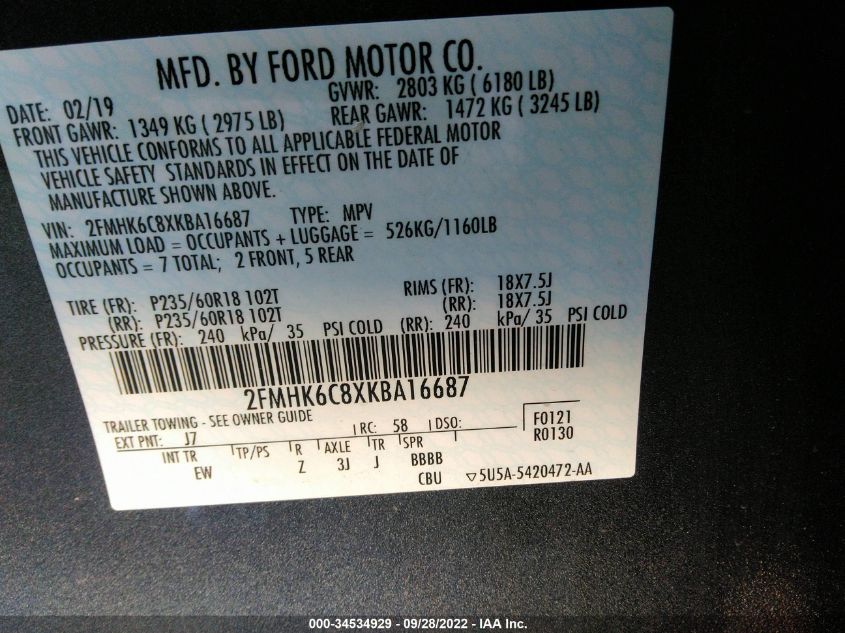 MFD. BY FORD MOTOR CO.
DATE: 02/19 GVWR: 2803 KG ( 6180 LB)
FRONT GAWR: 1349 KG ( 2975 LB) REAR GAWR: 1472 KG ( 3245 LB)
THIS VEHICLE CONFORMS TO ALL APPLICABLE FEDERAL MOTOR
VEHICLE SAFETY STANDARDS IN EFFECT ON THE DATE OF
MANUFACTURE SHOWN ABOVE.
VIN: 2FMHK6C8XKBA16687 TYPE: MPV
MAXIMUM LOAD = OCCUPANTS + LUGGAGE = 526KG/1160LB
OCCUPANTS = 7 TOTAL; 2 FRONT, 5 REAR
TIRE (FR): P235/60R18 102T RIMS (FR): 18X7.5J
(RR): P235/60R18 102T (RR): 18X7.5J
PRESSURE (FR): 240 kPa/ 35 PSI COLD (RR): 240 kPa/ 35 PSI COLD
2FMHK6C8XKBA16687
TRAILER TOWING - SEE OWNER GUIDE
EXT PNT: J7 RC: 58 DSO: F0121
R0130
INT TR TP/PS R AXLE TR SPR
EW Z 3J J BBBB
CBU ▽5U5A-5420472-AA
000-34534929 / 09/28/2022 - IAA Inc.